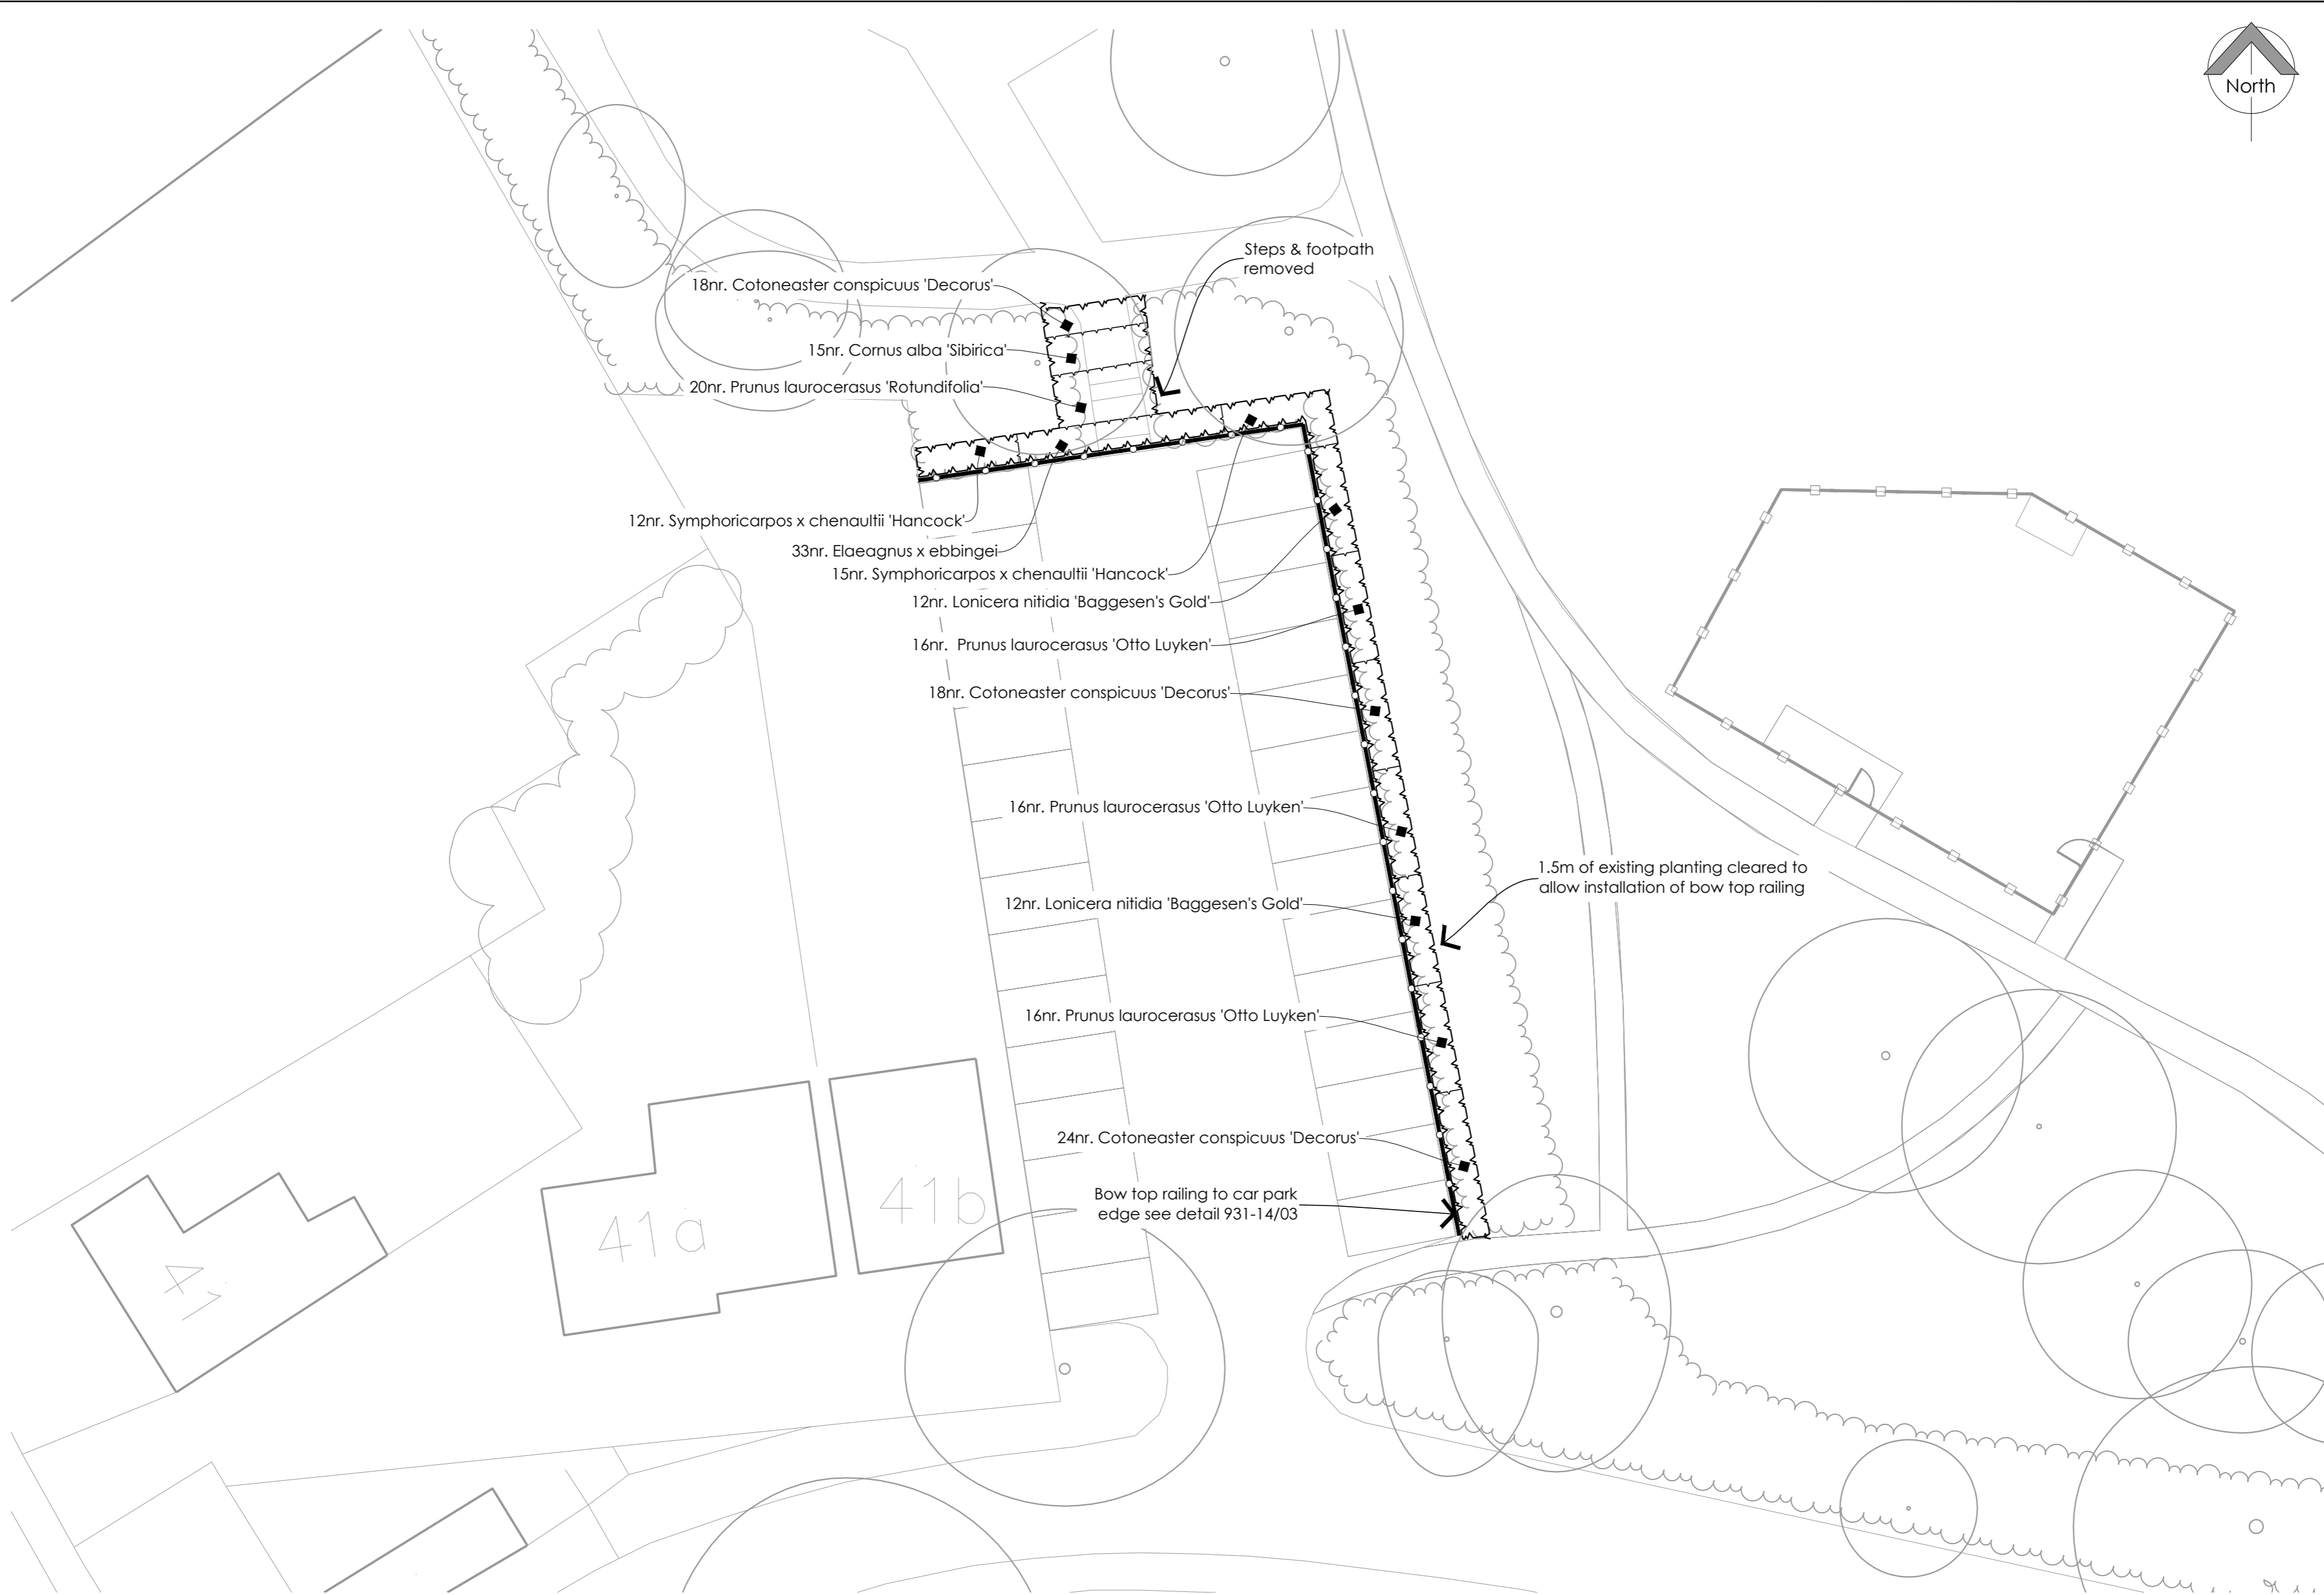 North
Steps & footpath
removed
18nr. Cotoneaster conspicuus 'Decorus'
15nr. Cornus alba 'Sibirica'
20nr. Prunus laurocerasus 'Rotundifolia'
12nr. Symphoricarpos x chenaultii 'Hancock'
33nr. Elaeagnus x ebbingei
15nr. Symphoricarpos x chenaultii 'Hancock'
12nr. Lonicera nitidia 'Baggesen's Gold'
16nr. Prunus laurocerasus 'Otto Luyken'
18nr. Cotoneaster conspicuus 'Decorus'
16nr. Prunus laurocerasus 'Otto Luyken'
1.5m of existing planting cleared to
allow installation of bow top railing
12nr. Lonicera nitidia 'Baggesen's Gold'
16nr. Prunus laurocerasus 'Otto Luyken'
24nr. Cotoneaster conspicuus 'Decorus'
Bow top railing to car park
edge see detail 931-14/03
41a
41b